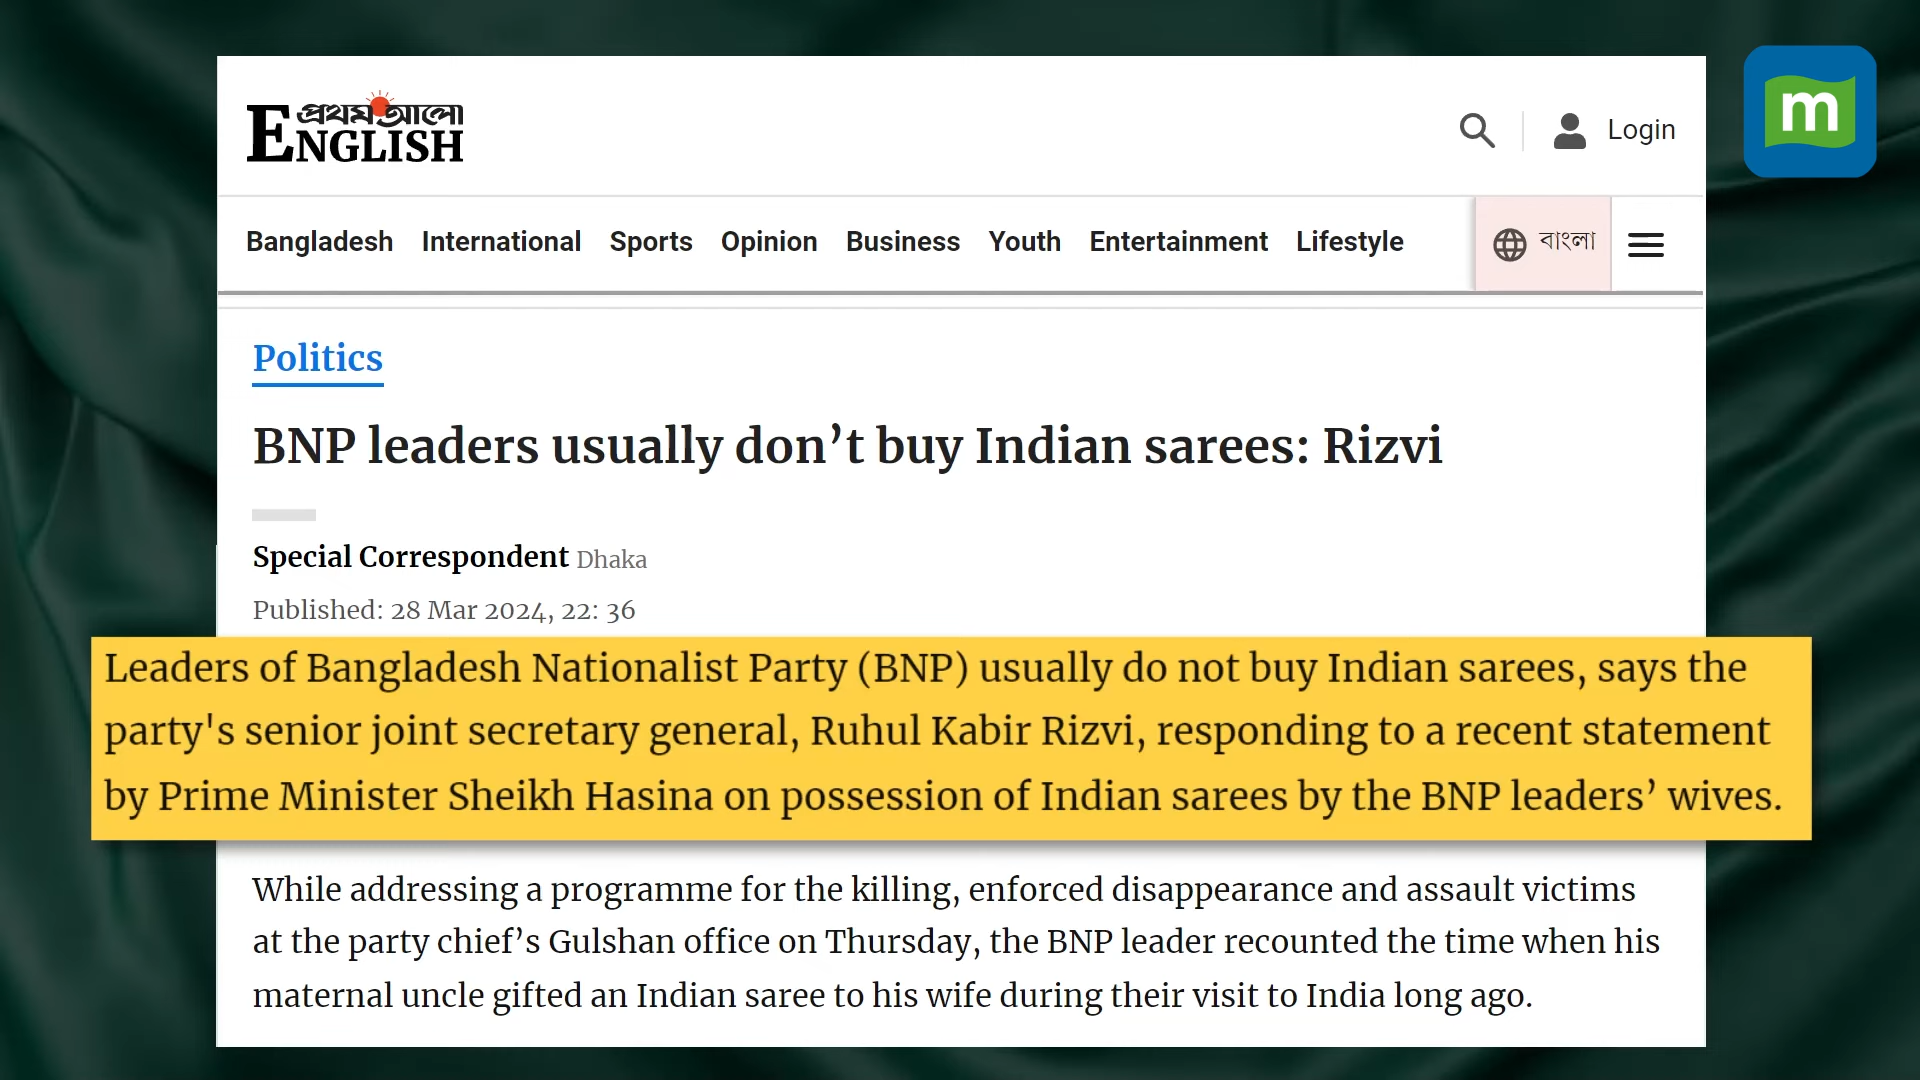 প্রথম আলো
ENGLISH
Login
m
Bangladesh International Sports Opinion Business Youth Entertainment Lifestyle বাংলা
Politics
BNP leaders usually don’t buy Indian sarees: Rizvi
Special Correspondent Dhaka
Published: 28 Mar 2024, 22: 36
Leaders of Bangladesh Nationalist Party (BNP) usually do not buy Indian sarees, says the
party's senior joint secretary general, Ruhul Kabir Rizvi, responding to a recent statement
by Prime Minister Sheikh Hasina on possession of Indian sarees by the BNP leaders’ wives.
While addressing a programme for the killing, enforced disappearance and assault victims
at the party chief’s Gulshan office on Thursday, the BNP leader recounted the time when his
maternal uncle gifted an Indian saree to his wife during their visit to India long ago.